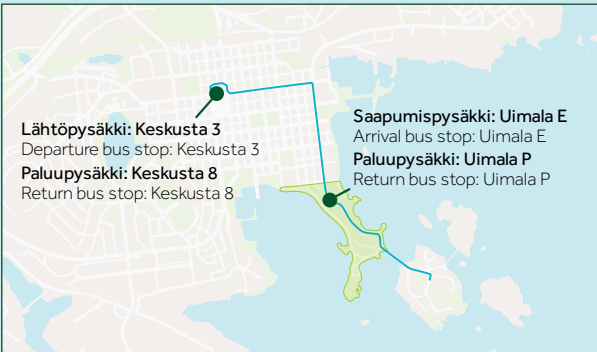 Lähtöpysäkki: Keskusta 3
Departure bus stop: Keskusta 3
Paluupysäkki: Keskusta 8
Return bus stop: Keskusta 8
Saapumispysäkki: Uimala E
Arrival bus stop: Uimala E
Paluupysäkki: Uimala P
Return bus stop: Uimala P